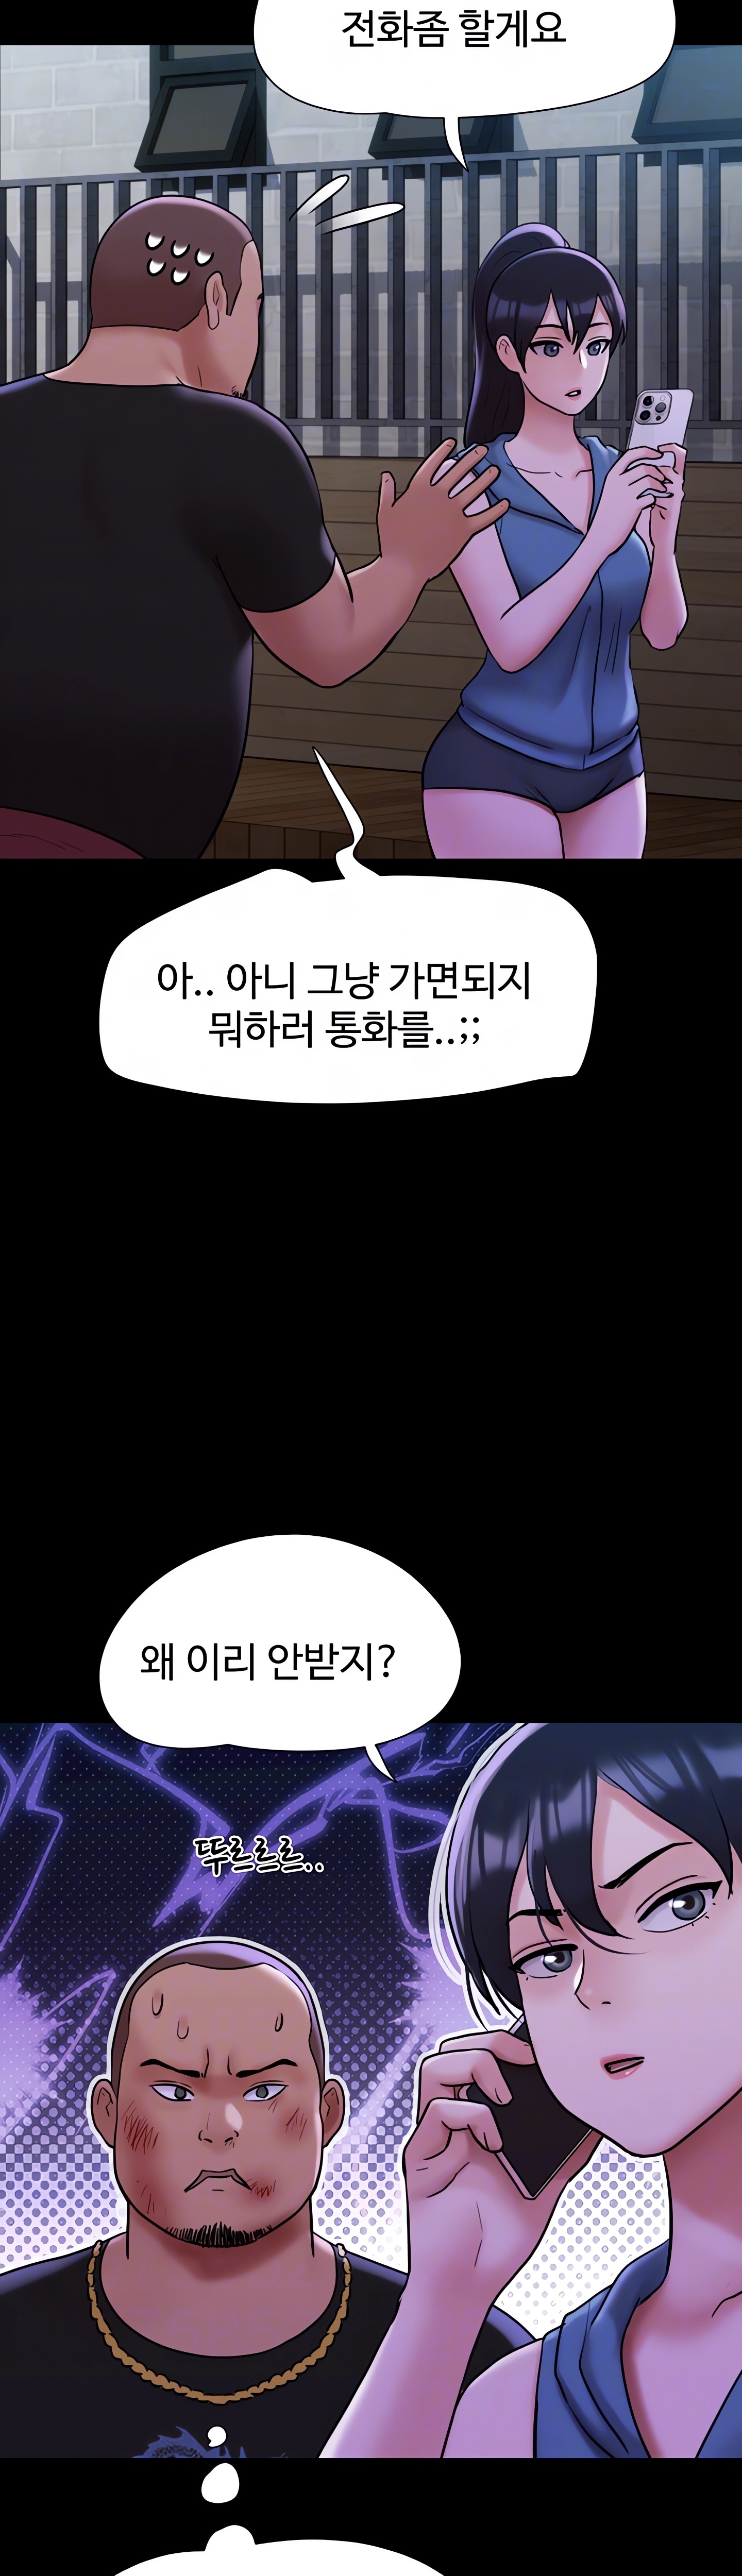 전화좀 할게요
아.. 아니 그냥 가면되지
뭐하러 통화를..;;
왜 이리 안받지?
뚜르르르..